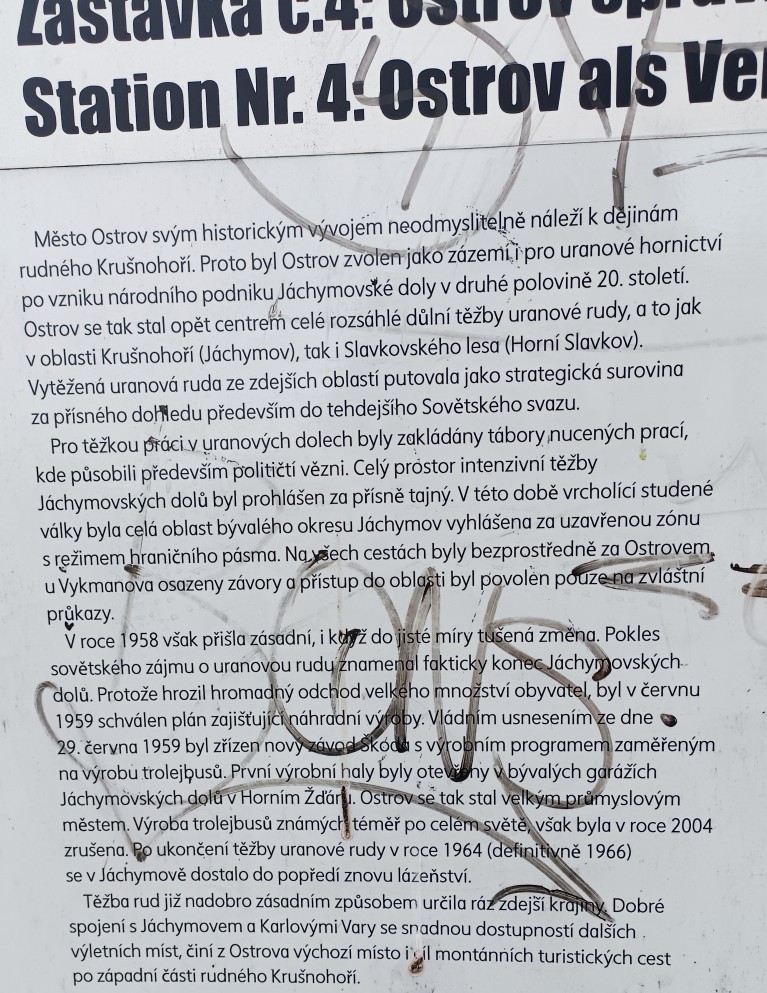 Zastávka č.4: Ostrov
Station Nr. 4: Ostrov als
Město Ostrov svým historickým vývojem neodmyslitelně náleží k dějinám
rudného Krušnohoří. Proto byl Ostrov zvolen jako zázemí i pro uranové hornictví
po vzniku národního podniku Jáchymovské doly v druhé polovině 20. století.
Ostrov se tak stal opět centrem celé rozsáhlé důlní těžby uranové rudy, a to jak
v oblasti Krušnohoří (Jáchymov), tak i Slavkovského lesa (Horní Slavkov).
Vytěžená uranová ruda ze zdejších oblastí putovala jako strategická surovina
za přísného dohledu především do tehdejšího Sovětského svazu.
Pro těžkou práci v uranových dolech byly zakládány tábory nucených prací,
kde působili především političtí vězni. Celý prostor intenzivní těžby
Jáchymovských dolů byl prohlášen za přísně tajný. V této době vrcholící studené
války byla celá oblast bývalého okresu Jáchymov vyhlášena za uzavřenou zónu
s režimem hraničního pásma. Na všech cestách byly bezprostředně za Ostrovem
u Vykmanova osazeny závory a přístup do oblasti byl povolen pouze na zvláštní
průkazy.
V roce 1958 však přišla zásadní, i když do jisté míry tušená změna. Pokles
sovětského zájmu o uranovou rudu znamenal fakticky konec Jáchymovských
dolů. Protože hrozil hromadný odchod velkého množství obyvatel, byl v červnu
1959 schválen plán zajišťující náhradní výroby. Vládním usnesením ze dne
29. června 1959 byl zřízen nový závod Škoda s výrobním programem zaměřeným
na výrobu trolejbusů. První výrobní haly byly otevřeny v bývalých garážích
Jáchymovských dolů v Horním Žďáru. Ostrov se tak stal velkým průmyslovým
městem. Výroba trolejbusů známých téměř po celém světě, však byla v roce 2004
zrušena. Po ukončení těžby uranové rudy v roce 1964 (definitivně 1966)
se v Jáchymově dostalo do popředí znovu lázeňství.
Těžba rud již nadobro zásadním způsobem určila ráz zdejší krajiny. Dobré
spojení s Jáchymovem a Karlovými Vary se snadnou dostupností dalších
výletních míst, činí z Ostrova výchozí místo i cíl montánních turistických cest
po západní části rudného Krušnohoří.